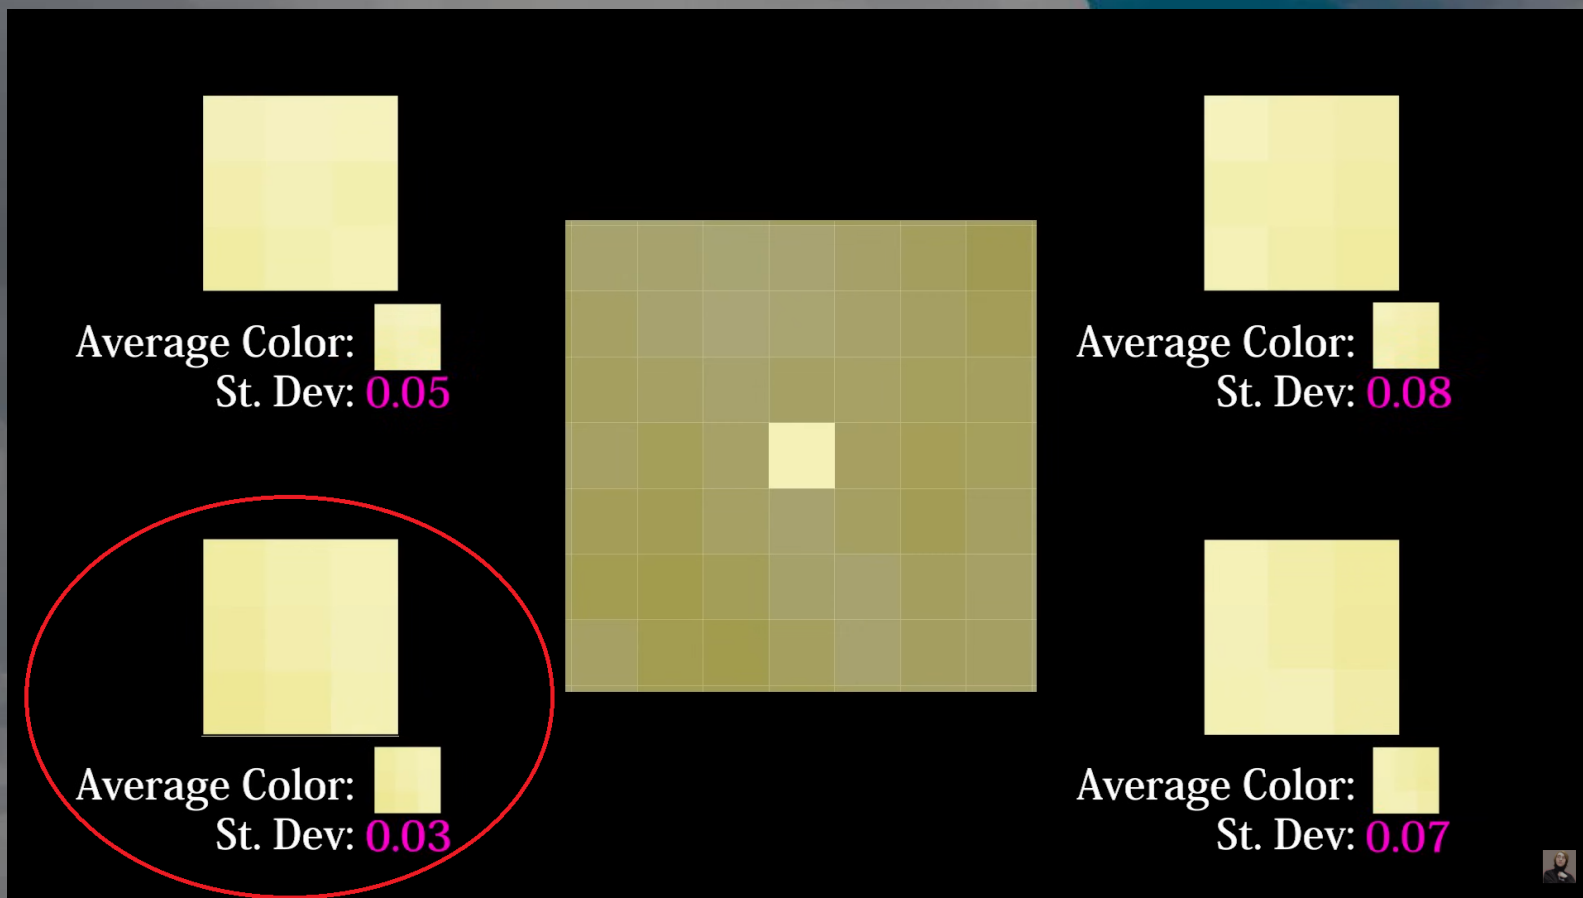 Average Color:
St. Dev: 0.05
Average Color:
St. Dev: 0.08
Average Color:
St. Dev: 0.03
Average Color:
St. Dev: 0.07